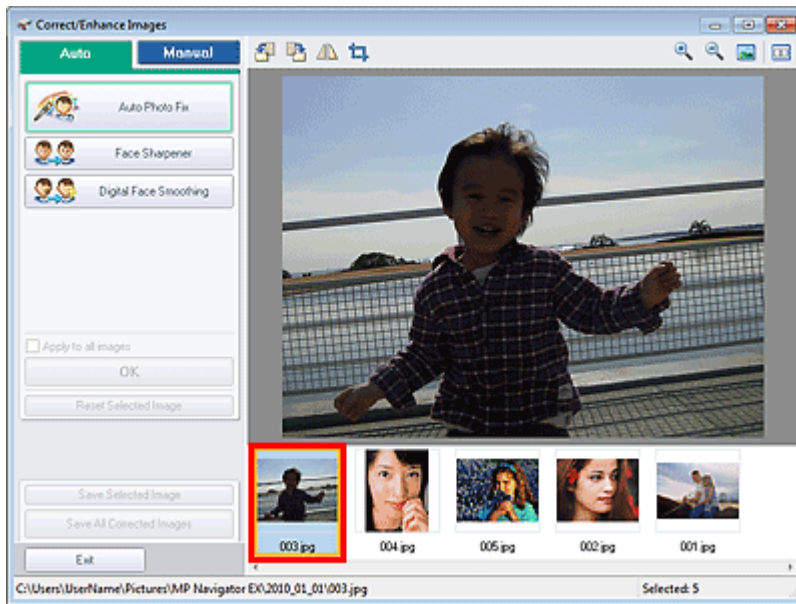 Correct/Enhance Images
Auto
Manual
Auto Photo Fix
Face Sharpener
Digital Face Smoothing
Apply to all images
OK
Reset Selected Image
Save Selected Image
Save All Corrected Images
Exit
003.jpg
004.jpg
005.jpg
002.jpg
001.jpg
C:\Users\UserName\Pictures\MP Navigator EX\2010_01_01\003.jpg
Selected: 5